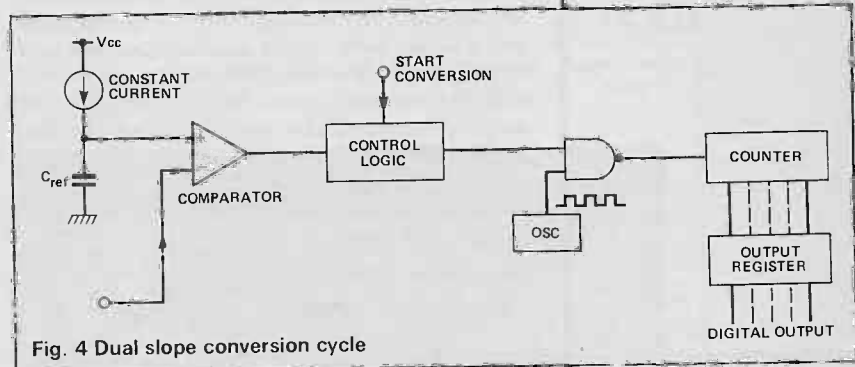 Vcc
CONSTANT
CURRENT
START
CONVERSION
Cref
COMPARATOR
CONTROL
LOGIC
OSC
COUNTER
OUTPUT
REGISTER
DIGITAL OUTPUT
Fig. 4 Dual slope conversion cycle